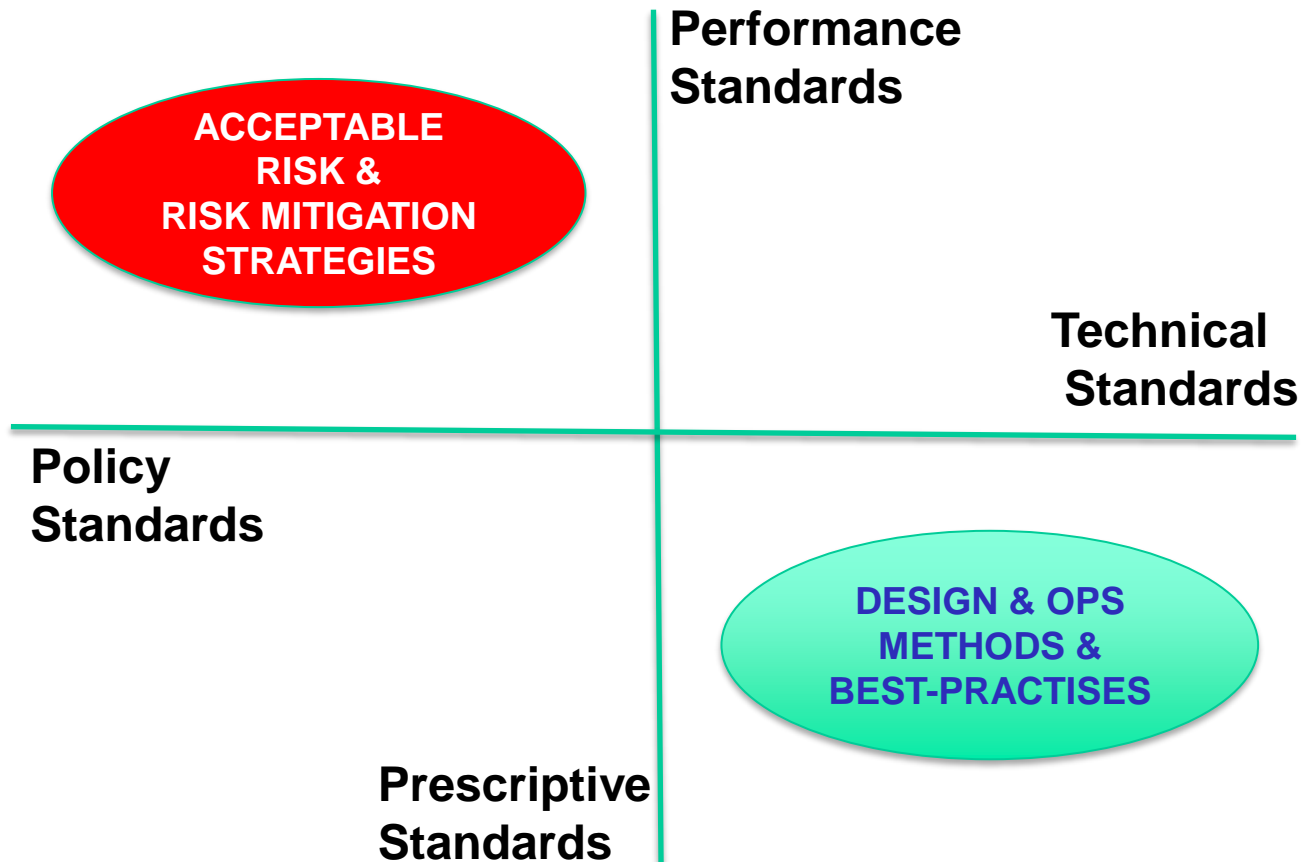 Performance
Standards
ACCEPTABLE
RISK &
RISK MITIGATION
STRATEGIES
Technical
Standards
Policy
Standards
DESIGN & OPS
METHODS &
BEST-PRACTISES
Prescriptive
Standards